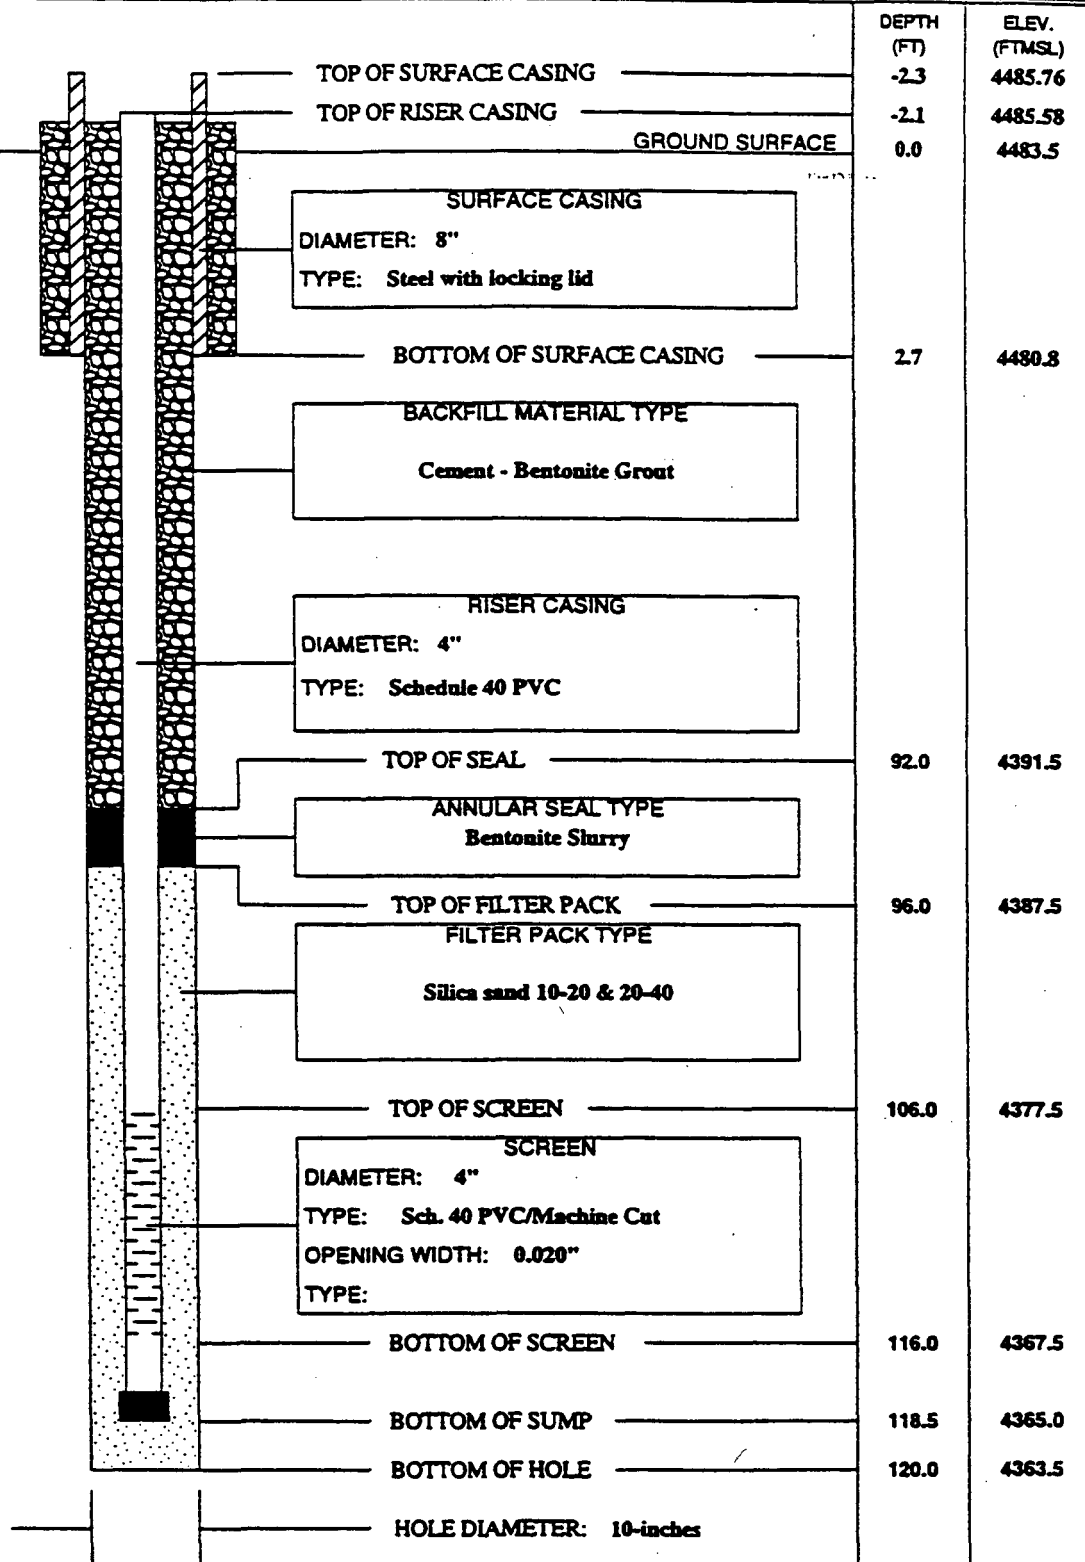 DEPTH ELEV.
(FT) (FTMSL)
TOP OF SURFACE CASING -2.3 4485.76
TOP OF RISER CASING -2.1 4485.58
GROUND SURFACE 0.0 4483.5
SURFACE CASING
DIAMETER: 8"
TYPE: Steel with locking lid
BOTTOM OF SURFACE CASING 2.7 4480.8
BACKFILL MATERIAL TYPE
Cement - Bentonite Grout
RISER CASING
DIAMETER: 4"
TYPE: Schedule 40 PVC
TOP OF SEAL 92.0 4391.5
ANNULAR SEAL TYPE
Bentonite Slurry
TOP OF FILTER PACK 96.0 4387.5
FILTER PACK TYPE
Silica sand 10-20 & 20-40
TOP OF SCREEN 106.0 4377.5
SCREEN
DIAMETER: 4"
TYPE: Sch. 40 PVC/Machine Cut
OPENING WIDTH: 0.020"
TYPE:
BOTTOM OF SCREEN 116.0 4367.5
BOTTOM OF SUMP 118.5 4365.0
BOTTOM OF HOLE 120.0 4363.5
HOLE DIAMETER: 10-inches